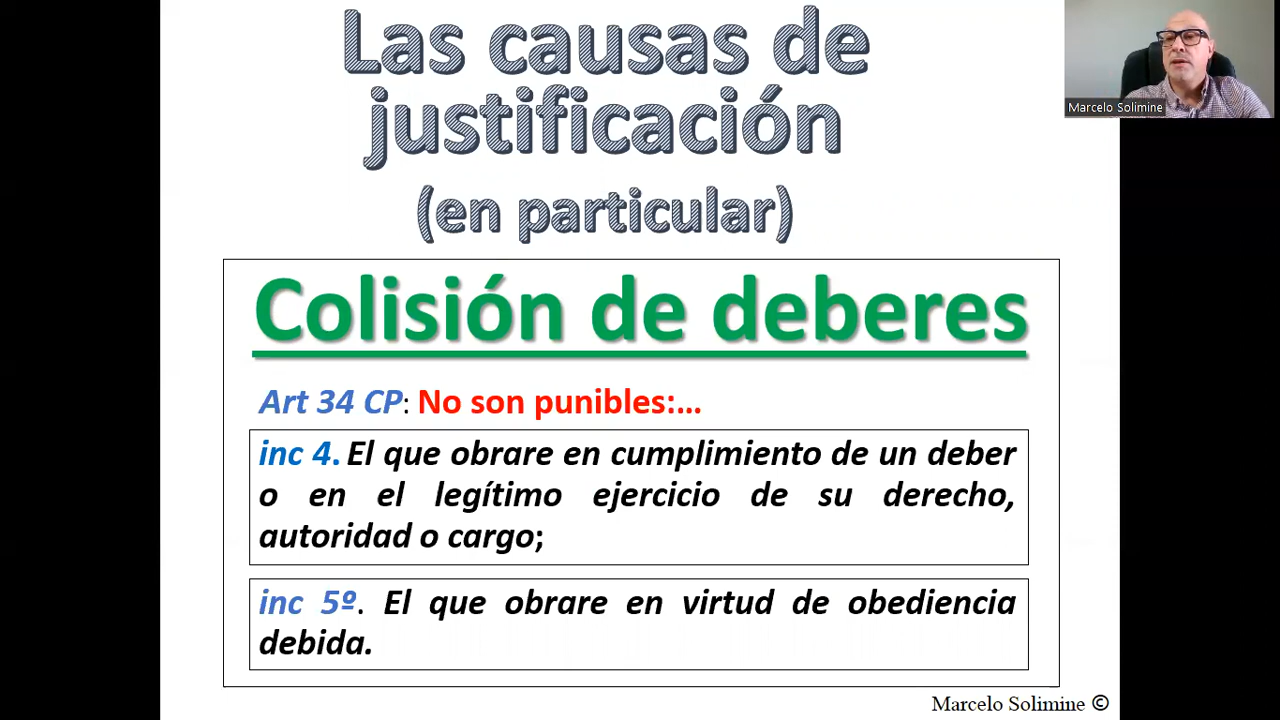 Las causas de
justificación
(en particular)
Marcelo Solimine
Colisión de deberes
Art 34 CP: No son punibles:...
inc 4. El que obrare en cumplimiento de un deber
o en el legítimo ejercicio de su derecho,
autoridad o cargo;
inc 5º. El que obrare en virtud de obediencia
debida.
Marcelo Solimine ©